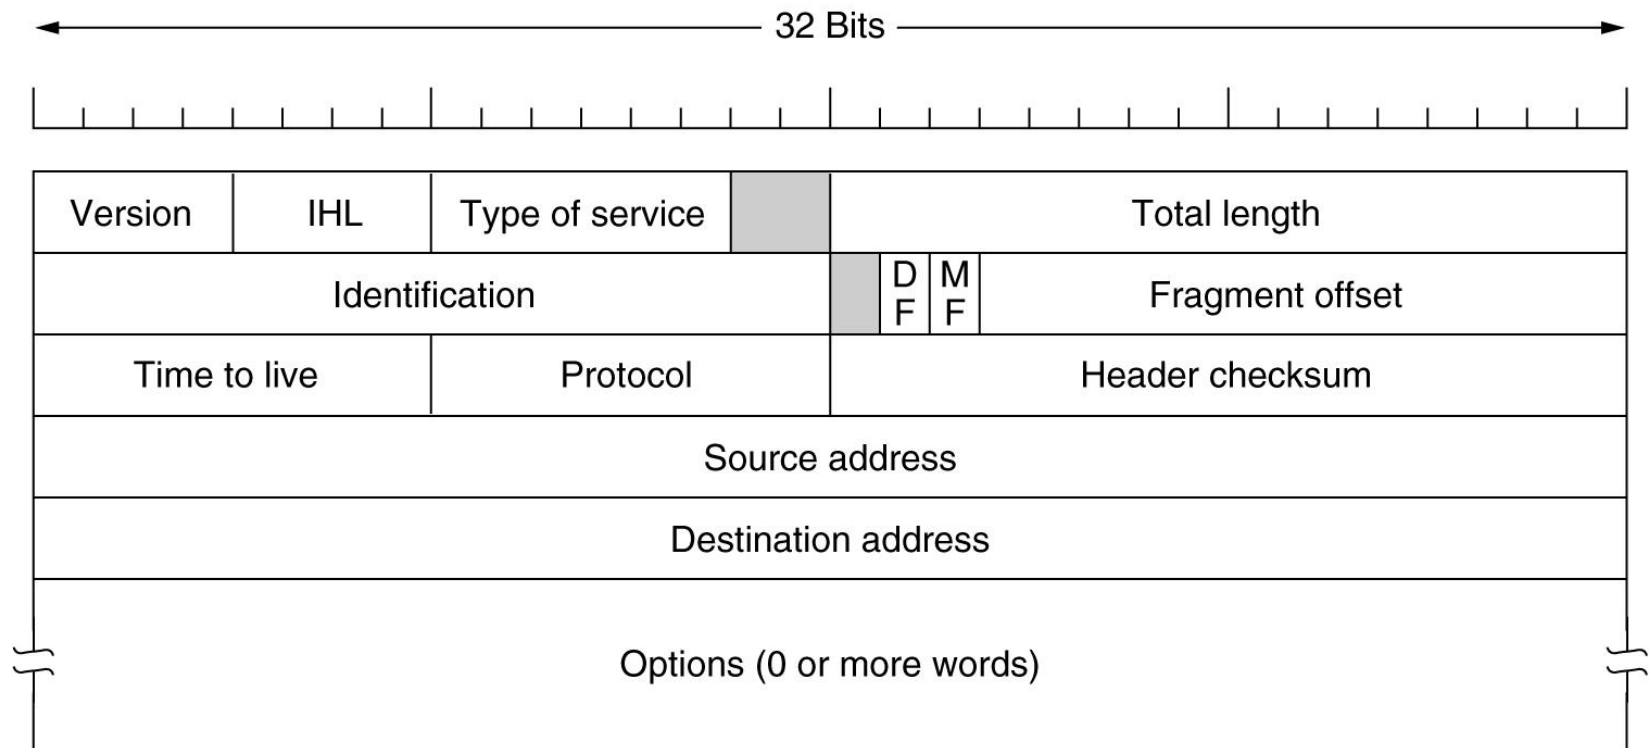 32 Bits
Version IHL Type of service Total length
Identification D F M F Fragment offset
Time to live Protocol Header checksum
Source address
Destination address
Options (0 or more words)